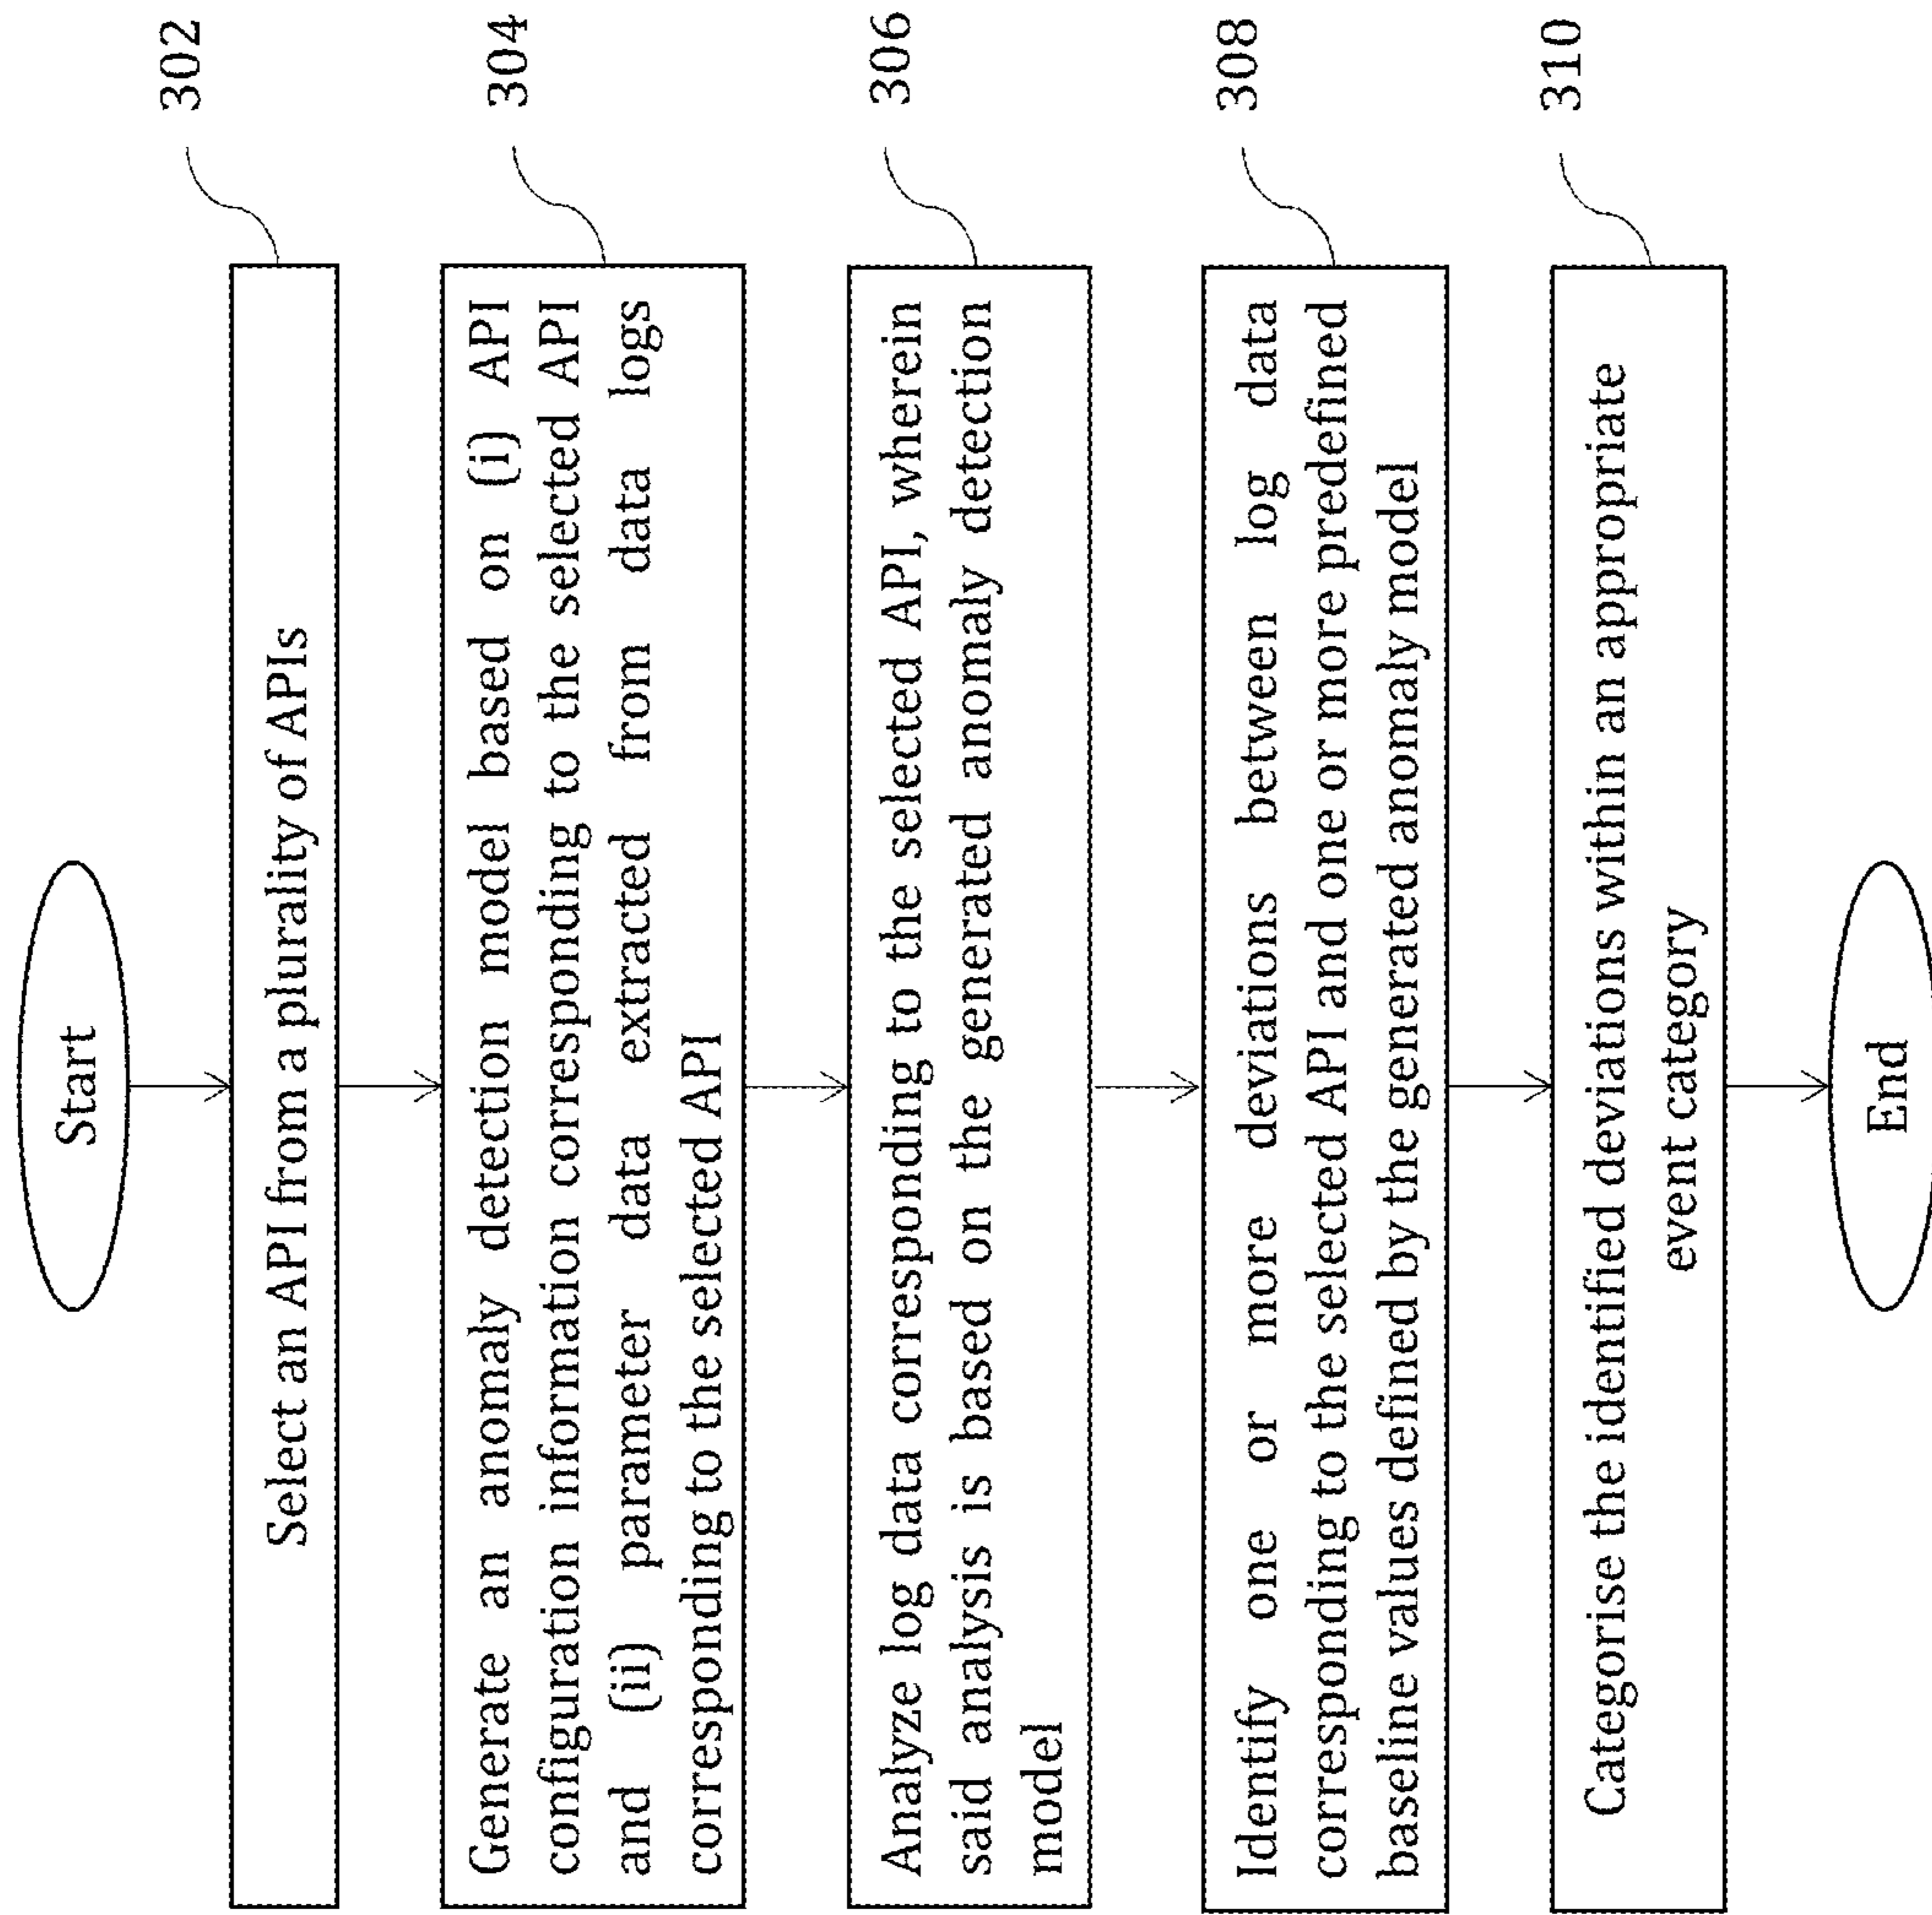 Start
302
Select an API from a plurality of APIs
304
Generate an anomaly detection model based on (i) API
configuration information corresponding to the selected API
and (ii) parameter data extracted from data logs
corresponding to the selected API
306
Analyze log data corresponding to the selected API, wherein
said analysis is based on the generated anomaly detection
model
308
Identify one or more deviations between log data
corresponding to the selected API and one or more predefined
baseline values defined by the generated anomaly model
310
Categorise the identified deviations within an appropriate
event category
End